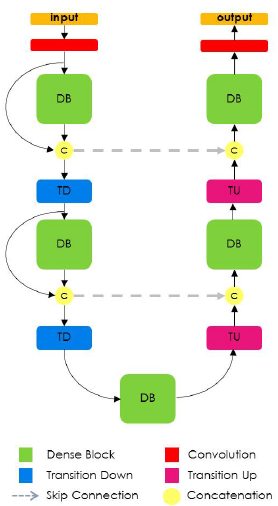 input output
DB DB
C C
TD TU
DB DB
C C
TD TU
DB
Dense Block Convolution
Transition Down Transition Up
Skip Connection Concatenation